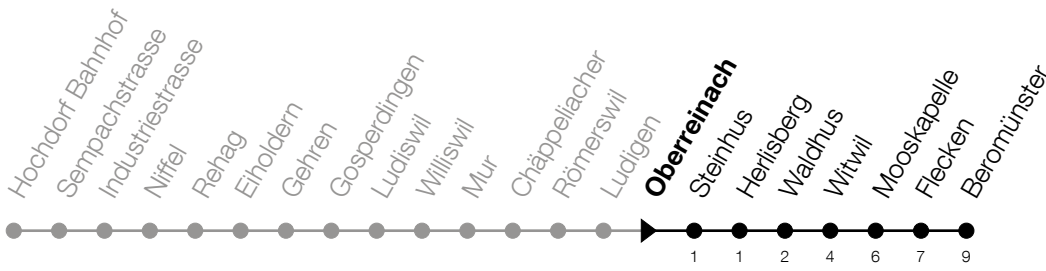 Hochdorf Bahnhof
Sempachstrasse
Industriestrasse
Niffel
Rehag
Eiholdern
Gehren
Gosperdingen
Ludiswil
Williswil
Mur
Chäppeliacher
Römerswil
Ludigen
Oberreinach
Steinhus
Herlisberg
Waldhus
Witwil
Mooskapelle
Flecken
Beromünster
1 1 2 4 6 7 9